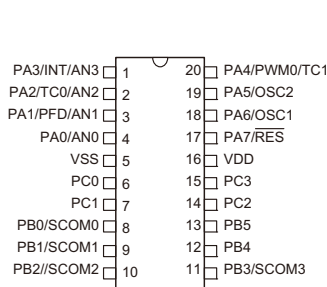 PA3/INT/AN3 1 20 PA4/PWM0/TC1
PA2/TC0/AN2 2 19 PA5/OSC2
PA1/PFD/AN1 3 18 PA6/OSC1
PA0/AN0 4 17 PA7/RES
VSS 5 16 VDD
PC0 6 15 PC3
PC1 7 14 PC2
PB0/SCOM0 8 13 PB5
PB1/SCOM1 9 12 PB4
PB2//SCOM2 10 11 PB3/SCOM3